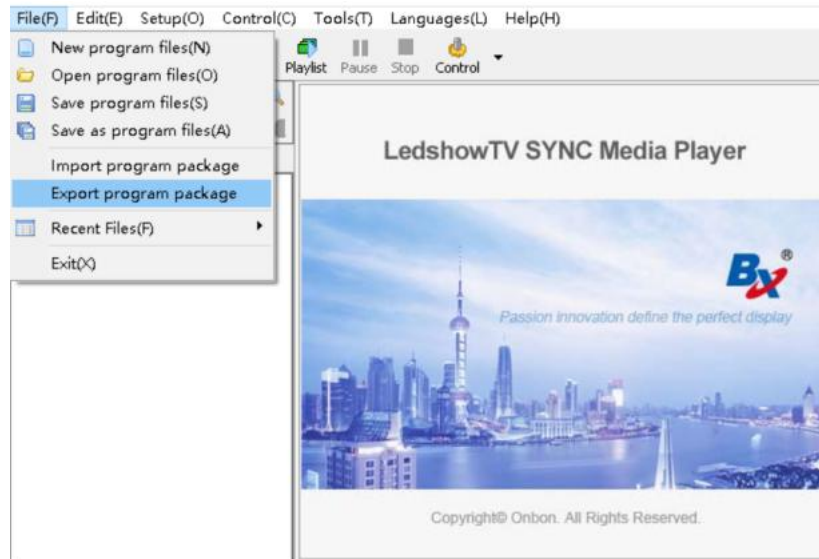 File(F) Edit(E) Setup(O) Control(C) Tools(T) Languages(L) Help(H)
New program files(N)
Open program files(O)
Save program files(S)
Save as program files(A)
Import program package
Export program package
Recent Files(F)
Exit(X)
Playlist Pause Stop Control
LedshowTV SYNC Media Player
BX®
Passion innovation define the perfect display
Copyright© Onbon. All Rights Reserved.